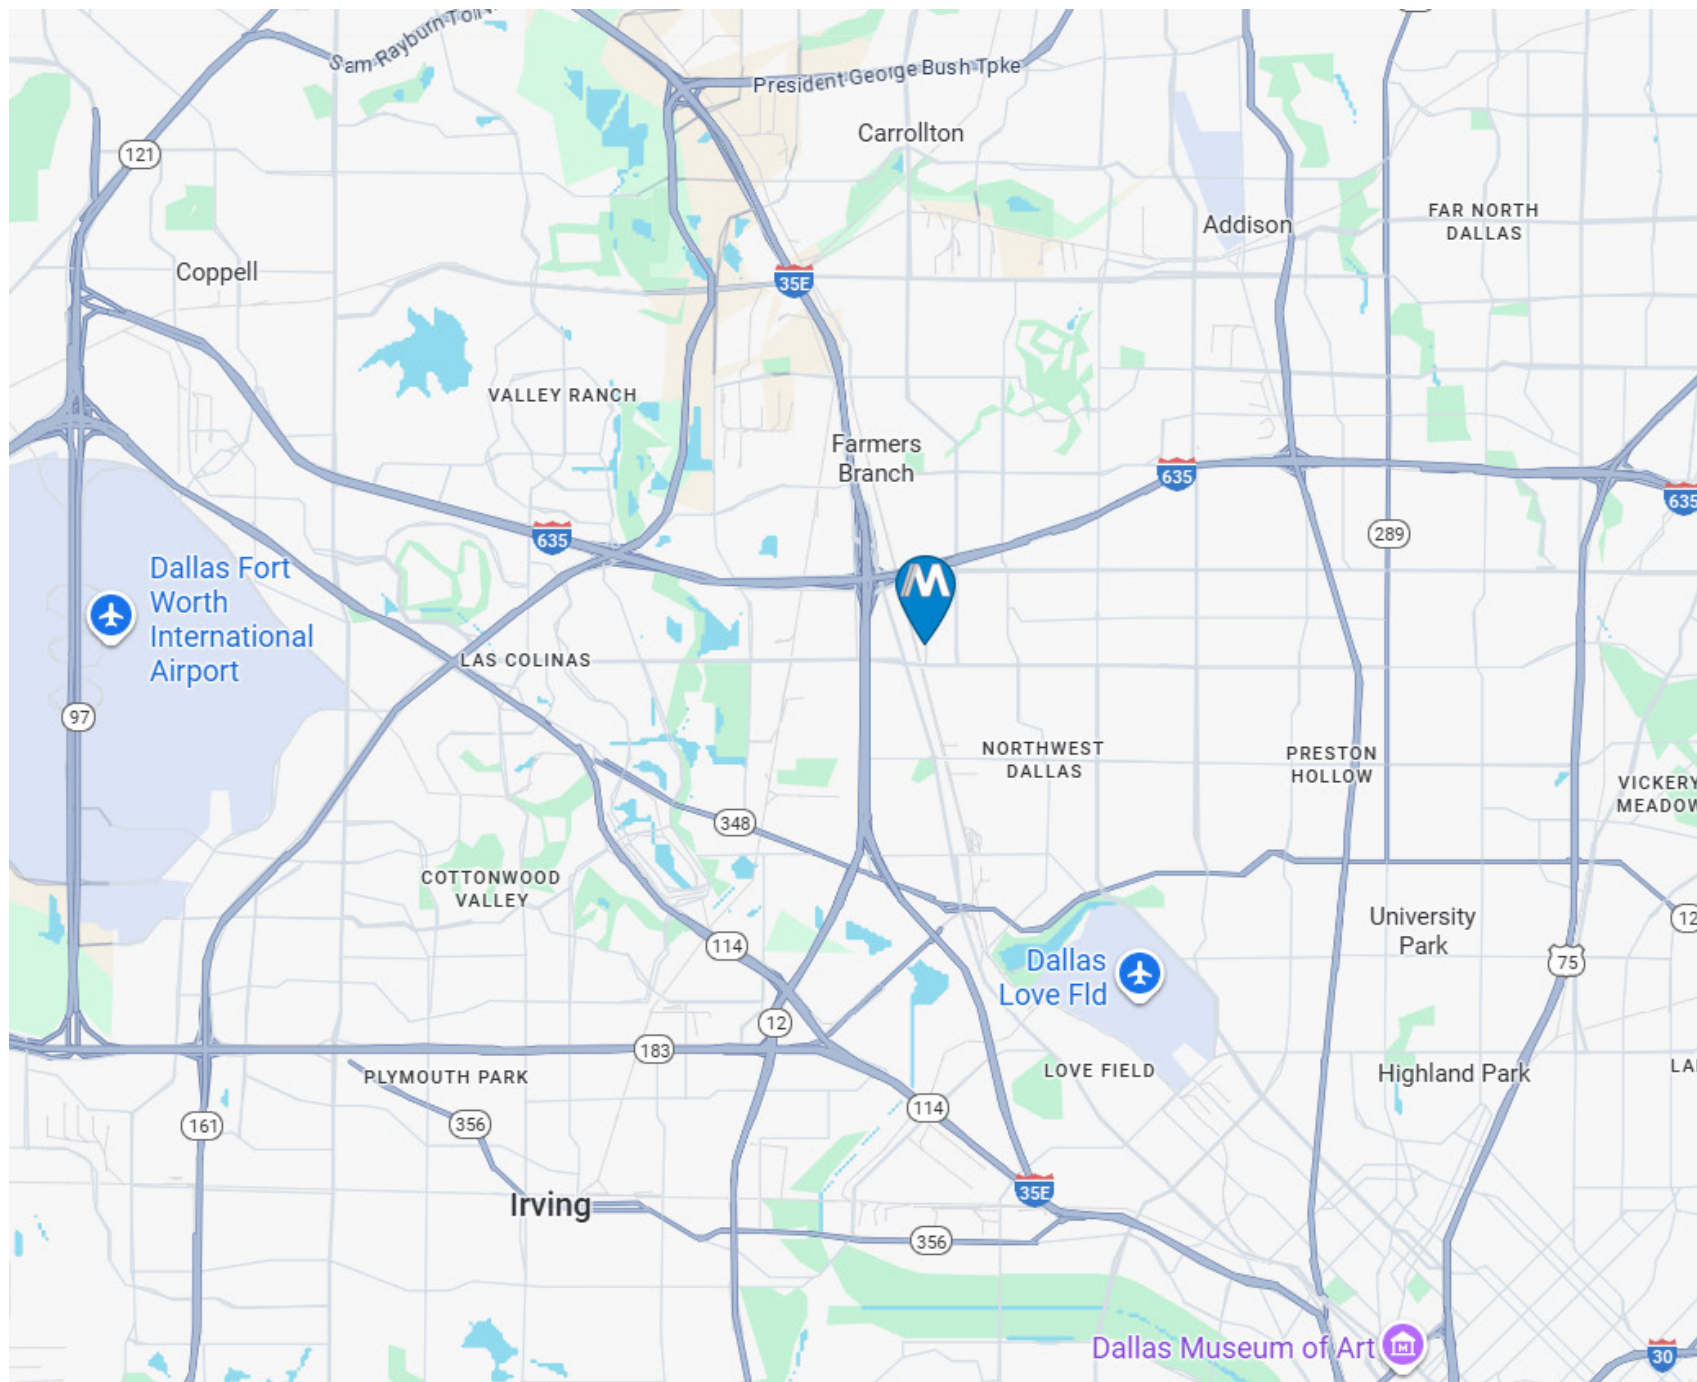 Sam Rayburn Tollw
President George Bush Tpke
Carrollton
121
FAR NORTH
DALLAS
Addison
Coppell
35E
VALLEY RANCH
Farmers
Branch
635
635
635
289
Dallas Fort
Worth
International
Airport
M
LAS COLINAS
97
NORTHWEST
DALLAS
PRESTON
HOLLOW
VICKERY
MEADOW
348
COTTONWOOD
VALLEY
University
Park
12
114
75
Dallas
Love Fld
12
183
LOVE FIELD
Highland Park
LA
PLYMOUTH PARK
114
161
356
35E
Irving
356
Dallas Museum of Art
M
30